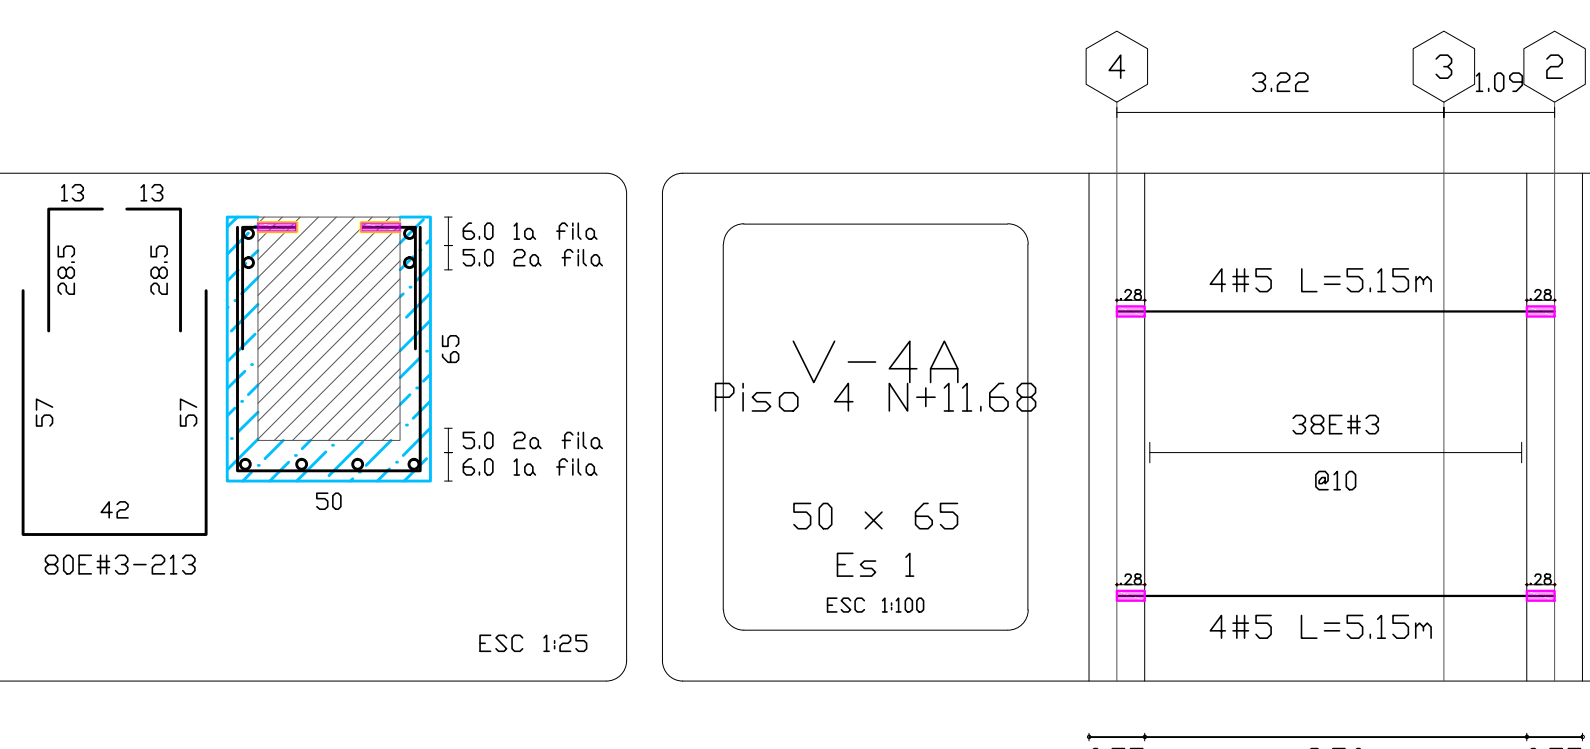 4
3
2
3.22
1.09
13
13
28.5
28.5
57
57
42
80E#3-213
6.0 1a fila
5.0 2a fila
65
5.0 2a fila
6.0 1a fila
50
ESC 1:25
V-4A
Piso 4 N+11.68
50 x 65
Es 1
ESC 1:100
4#5 L=5.15m
.28
.28
38E#3
@10
.28
.28
4#5 L=5.15m